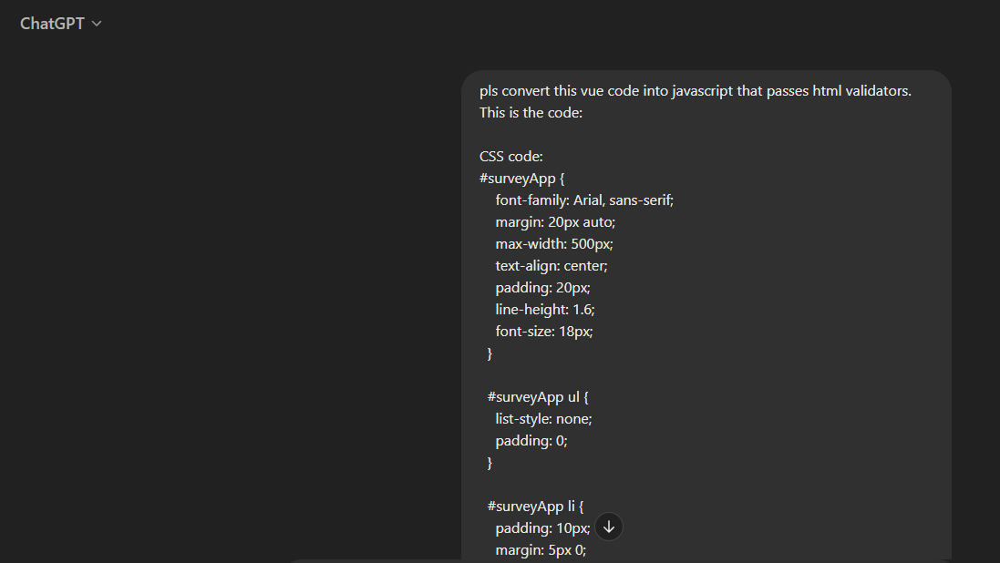 ChatGPT
pls convert this vue code into javascript that passes html validators.
This is the code:
CSS code:
#surveyApp {
font-family: Arial, sans-serif;
margin: 20px auto;
max-width: 500px;
text-align: center;
padding: 20px;
line-height: 1.6;
font-size: 18px;
}
#surveyApp ul {
list-style: none;
padding: 0;
}
#surveyApp li {
padding: 10px;
margin: 5px 0;